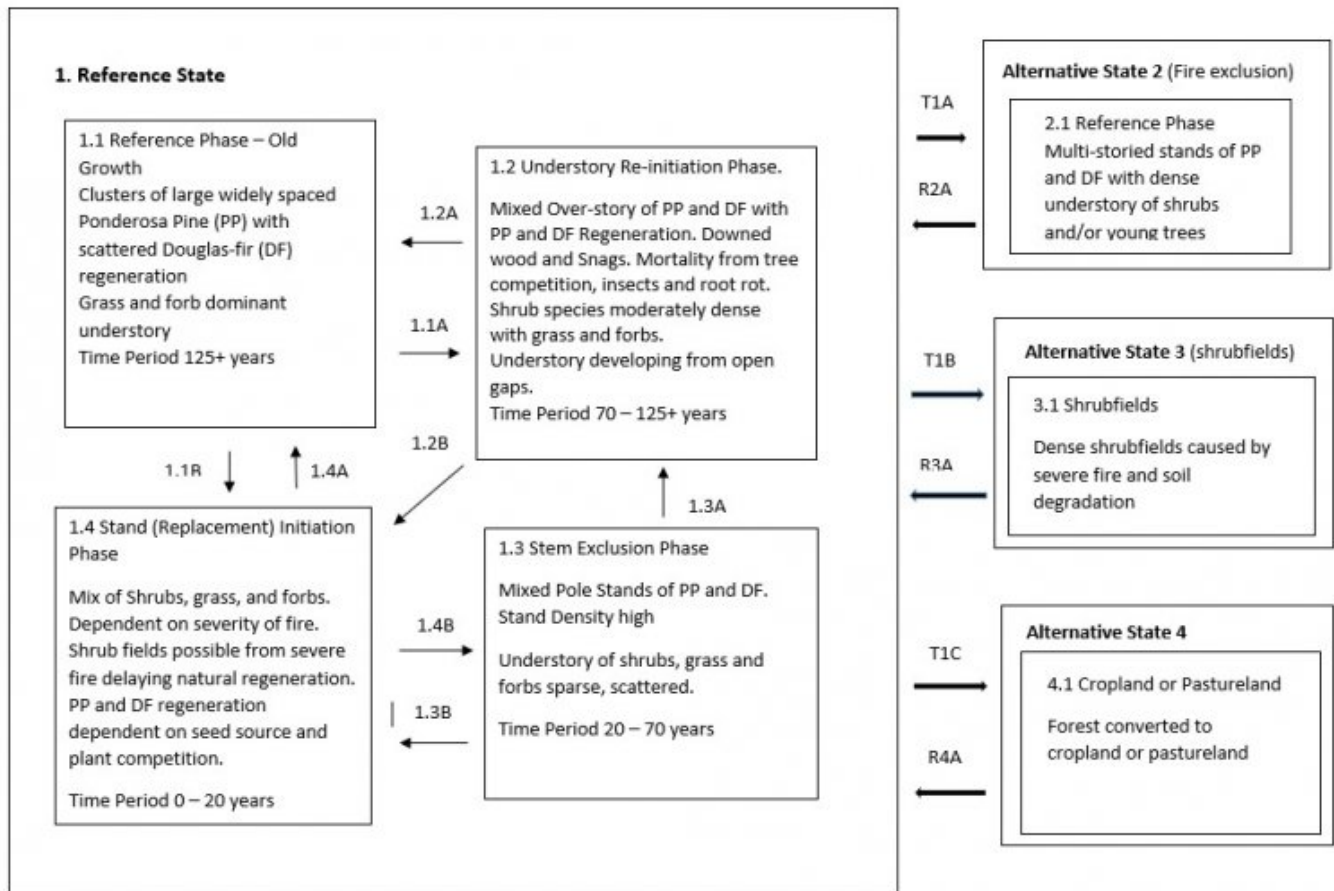 1. Reference State
1.1 Reference Phase – Old
Growth
Clusters of large widely spaced
Ponderosa Pine (PP) with
scattered Douglas-fir (DF)
regeneration
Grass and forb dominant
understory
Time Period 125+ years
1.2A
1.1A
1.2 Understory Re-initiation Phase.
Mixed Over-story of PP and DF with
PP and DF Regeneration. Downed
wood and Snags. Mortality from tree
competition, insects and root rot.
Shrub species moderately dense
with grass and forbs.
Understory developing from open
gaps.
Time Period 70 – 125+ years
1.1B
1.4A
1.2B
1.3A
1.4 Stand (Replacement) Initiation
Phase
Mix of Shrubs, grass, and forbs.
Dependent on severity of fire.
Shrub fields possible from severe
fire delaying natural regeneration.
PP and DF regeneration
dependent on seed source and
plant competition.
Time Period 0 – 20 years
1.4B
1.3B
1.3 Stem Exclusion Phase
Mixed Pole Stands of PP and DF.
Stand Density high
Understory of shrubs, grass and
forbs sparse, scattered.
Time Period 20 – 70 years
T1A
R2A
Alternative State 2 (Fire exclusion)
2.1 Reference Phase
Multi-storied stands of PP
and DF with dense
understory of shrubs
and/or young trees
T1B
R3A
Alternative State 3 (shrubfields)
3.1 Shrubfields
Dense shrubfields caused by
severe fire and soil
degradation
T1C
R4A
Alternative State 4
4.1 Cropland or Pastureland
Forest converted to
cropland or pastureland